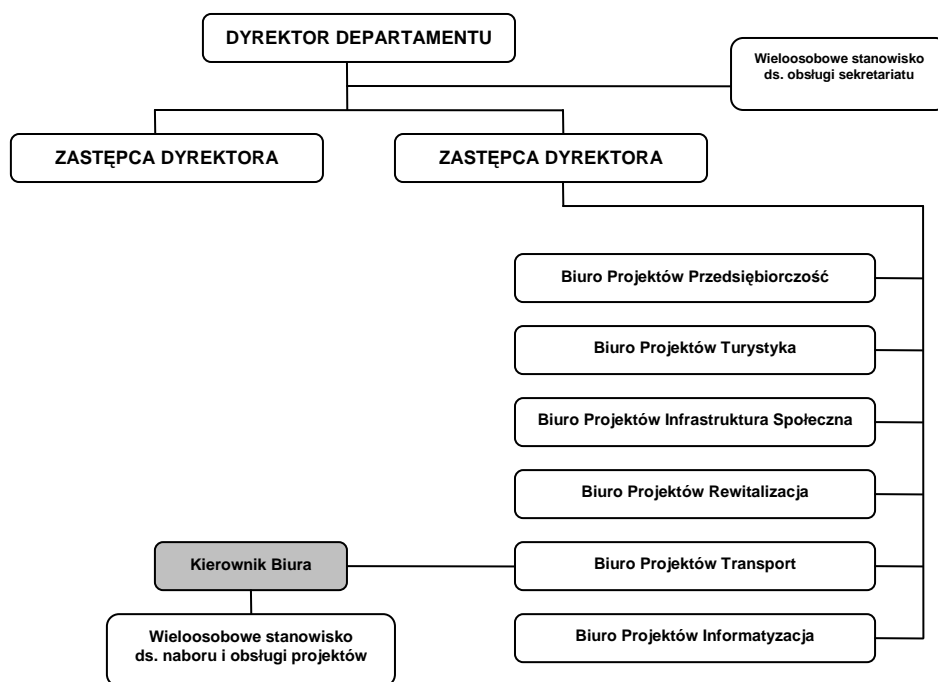 DYREKTOR DEPARTAMENTU
Wieloosobowe stanowisko
ds. obsługi sekretariatu
ZASTĘPCA DYREKTORA
ZASTĘPCA DYREKTORA
Biuro Projektów Przedsiębiorczość
Biuro Projektów Turystyka
Biuro Projektów Infrastruktura Społeczna
Biuro Projektów Rewitalizacja
Kierownik Biura
Biuro Projektów Transport
Wieloosobowe stanowisko
ds. naboru i obsługi projektów
Biuro Projektów Informatyzacja